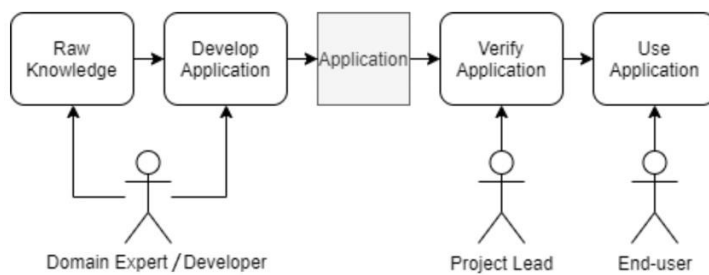 Raw
Knowledge
Develop
Application
Application
Verify
Application
Use
Application
Domain Expert / Developer
Project Lead
End-user